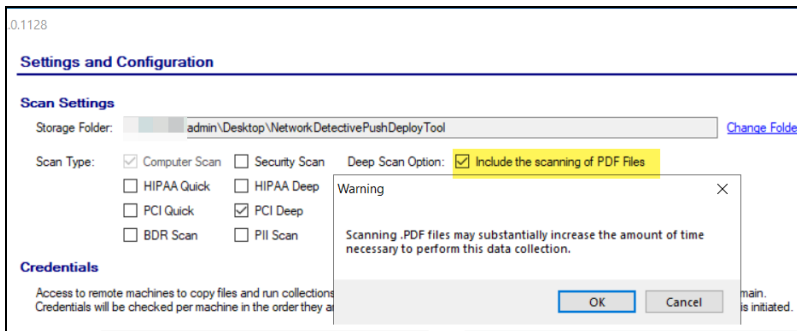 .0.1128
Settings and Configuration
Scan Settings
Storage Folder: admin\Desktop\NetworkDetectivePushDeployTool Change Folde
Scan Type: Computer Scan Security Scan Deep Scan Option: Include the scanning of PDF Files
HIPAA Quick HIPAA Deep
PCI Quick PCI Deep
BDR Scan PII Scan
Warning
Scanning .PDF files may substantially increase the amount of time
necessary to perform this data collection.
OK Cancel
Credentials
Access to remote machines to copy files and run collections main.
Credentials will be checked per machine in the order they a is initiated.